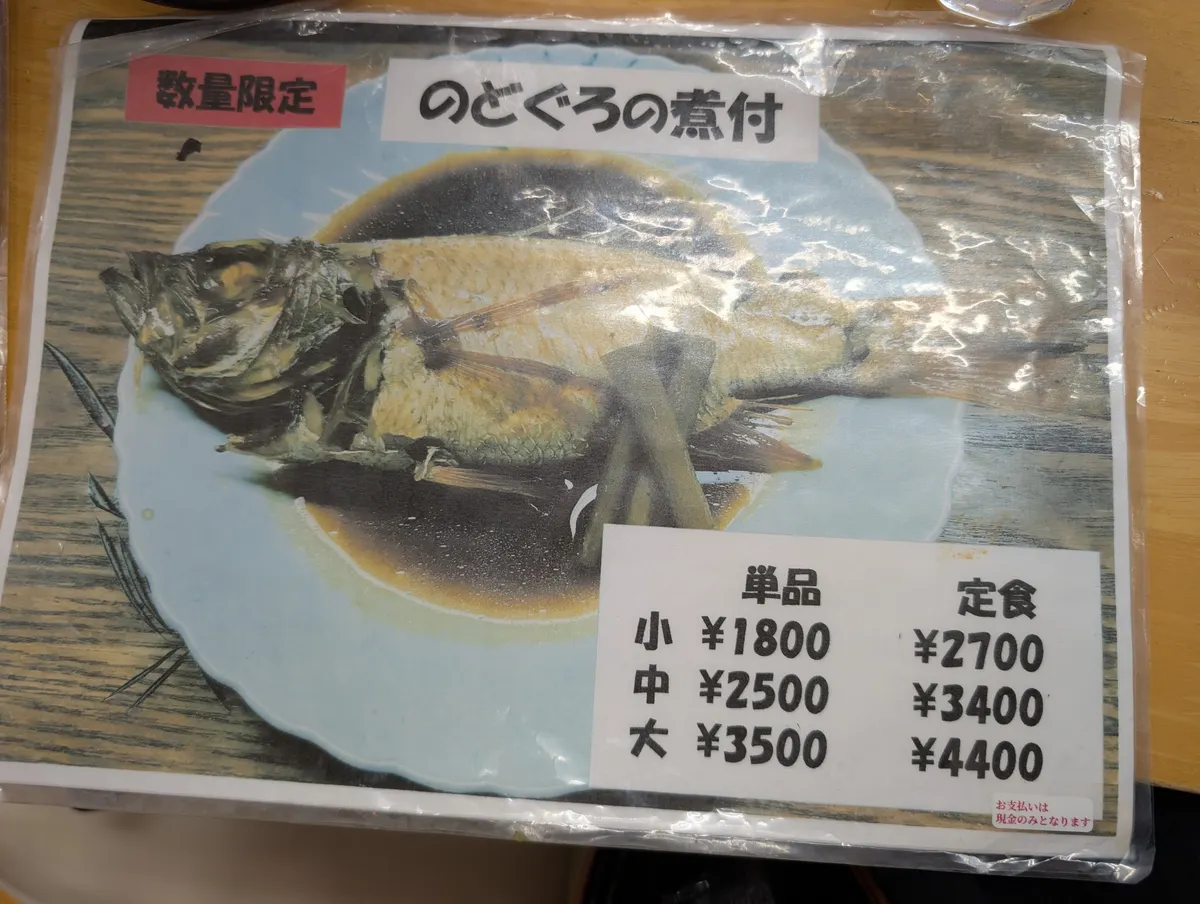 数量限定
のどぐろの煮付
単品 定食
小 ¥1800 ¥2700
中 ¥2500 ¥3400
大 ¥3500 ¥4400
お支払いは
現金のみとなります